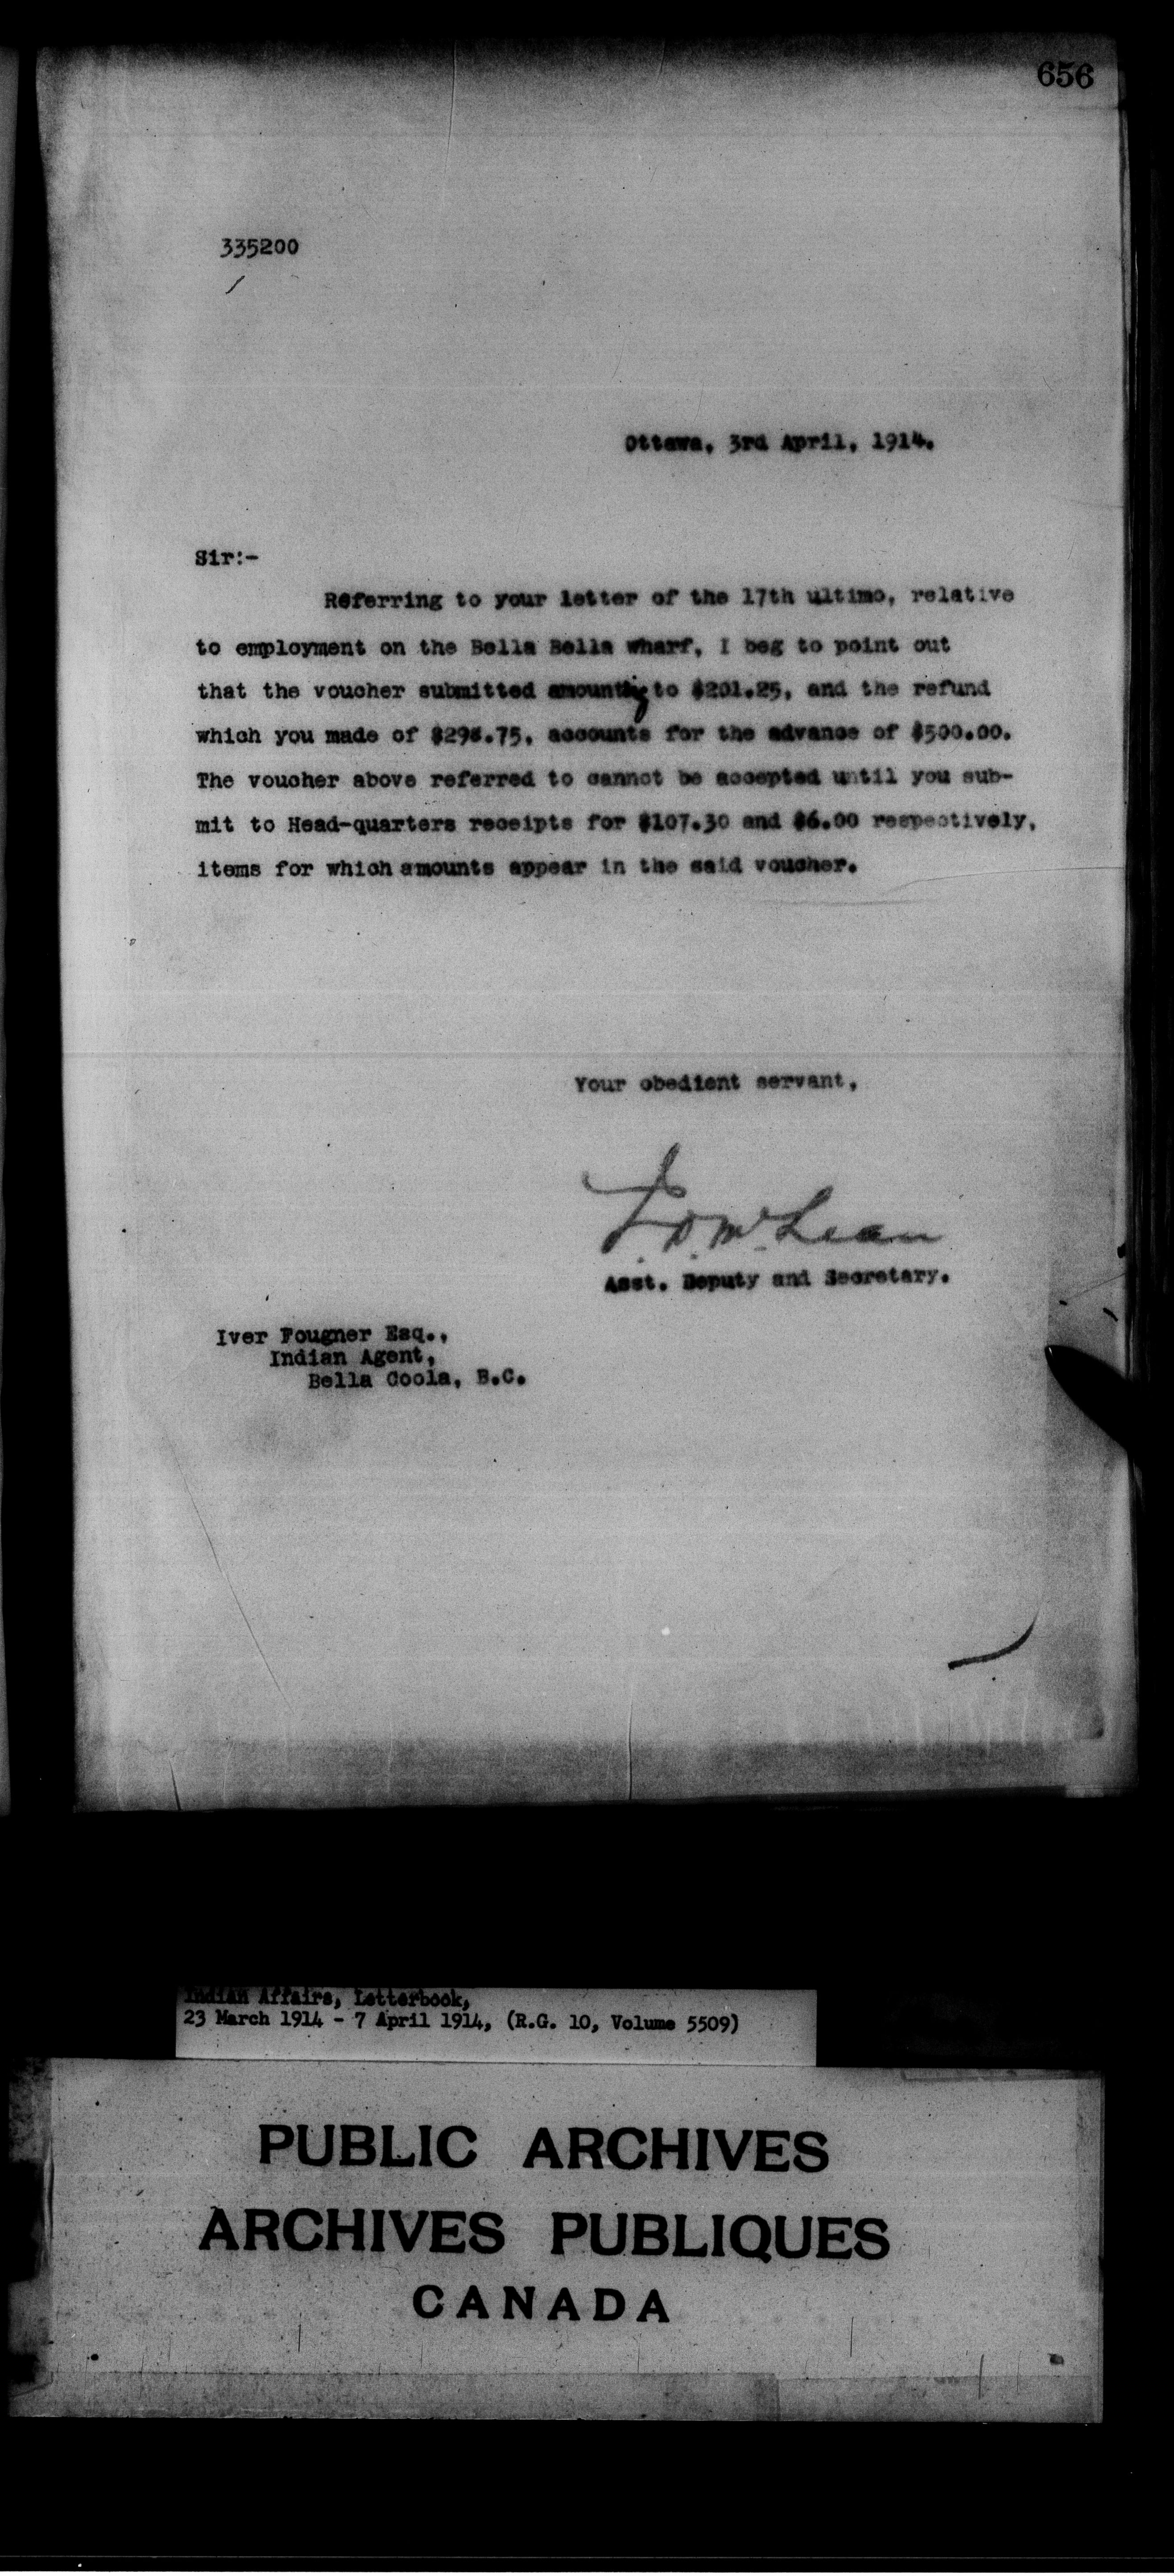 656
335200
Ottawa, 3rd April, 1914.
Sir:-
Referring to your letter of the 17th ultimo, relative
to employment on the Bella Bella wharf, I beg to point out
that the voucher submitted amounting to $201.25, and the refund
which you made of $298.75, accounts for the advance of $500.00.
The voucher above referred to cannot be accepted until you sub-
mit to Head-quarters receipts for $107.30 and $6.00 respectively,
items for which amounts appear in the said voucher.
Your obedient servant,
J. D. McLean
Asst. Deputy and Secretary.
Iver Fougner Esq.,
Indian Agent,
Bella Coola, B.C.
Indian Affairs, Letterbook,
23 March 1914 - 7 April 1914, (R.G. 10, Volume 5509)
PUBLIC ARCHIVES
ARCHIVES PUBLIQUES
CANADA